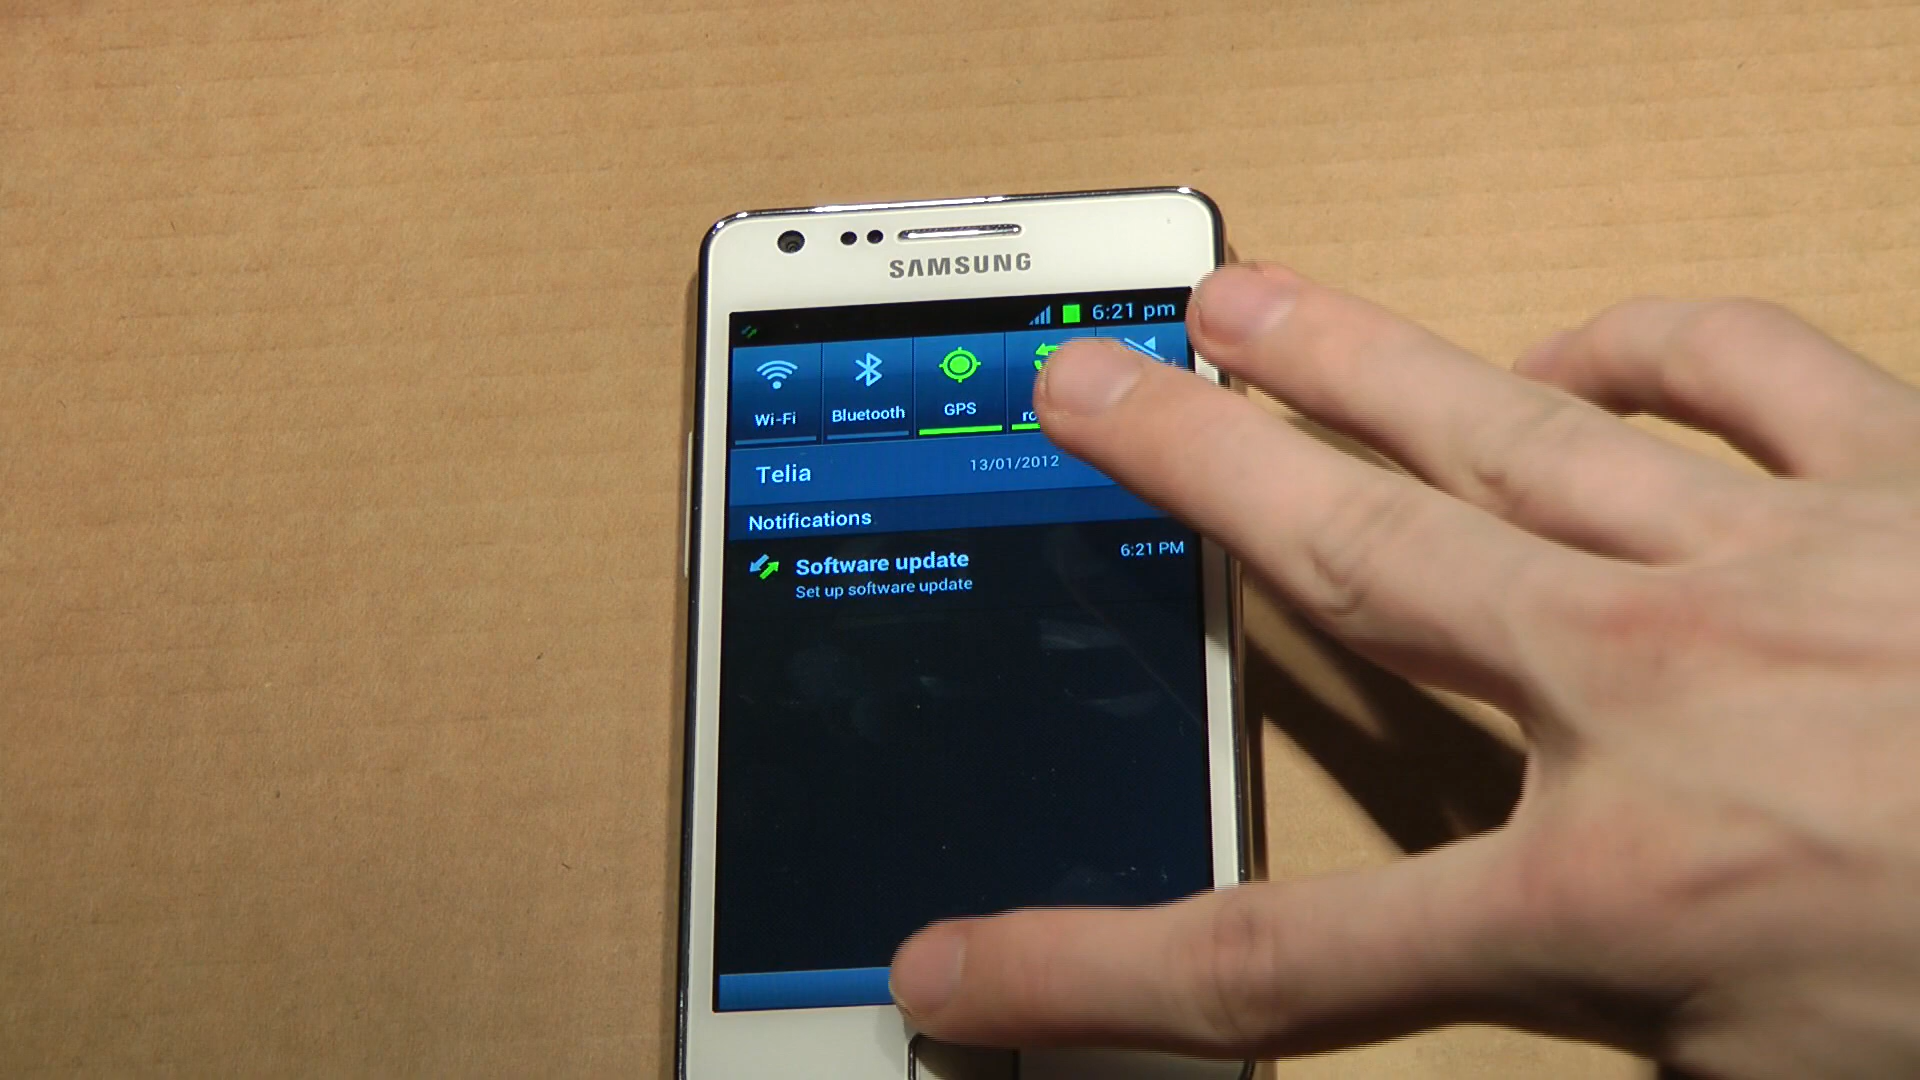 SAMSUNG
6:21 pm
Wi-Fi
Bluetooth
GPS
Telia
13/01/2012
Notifications
Software update
6:21 PM
Set up software update